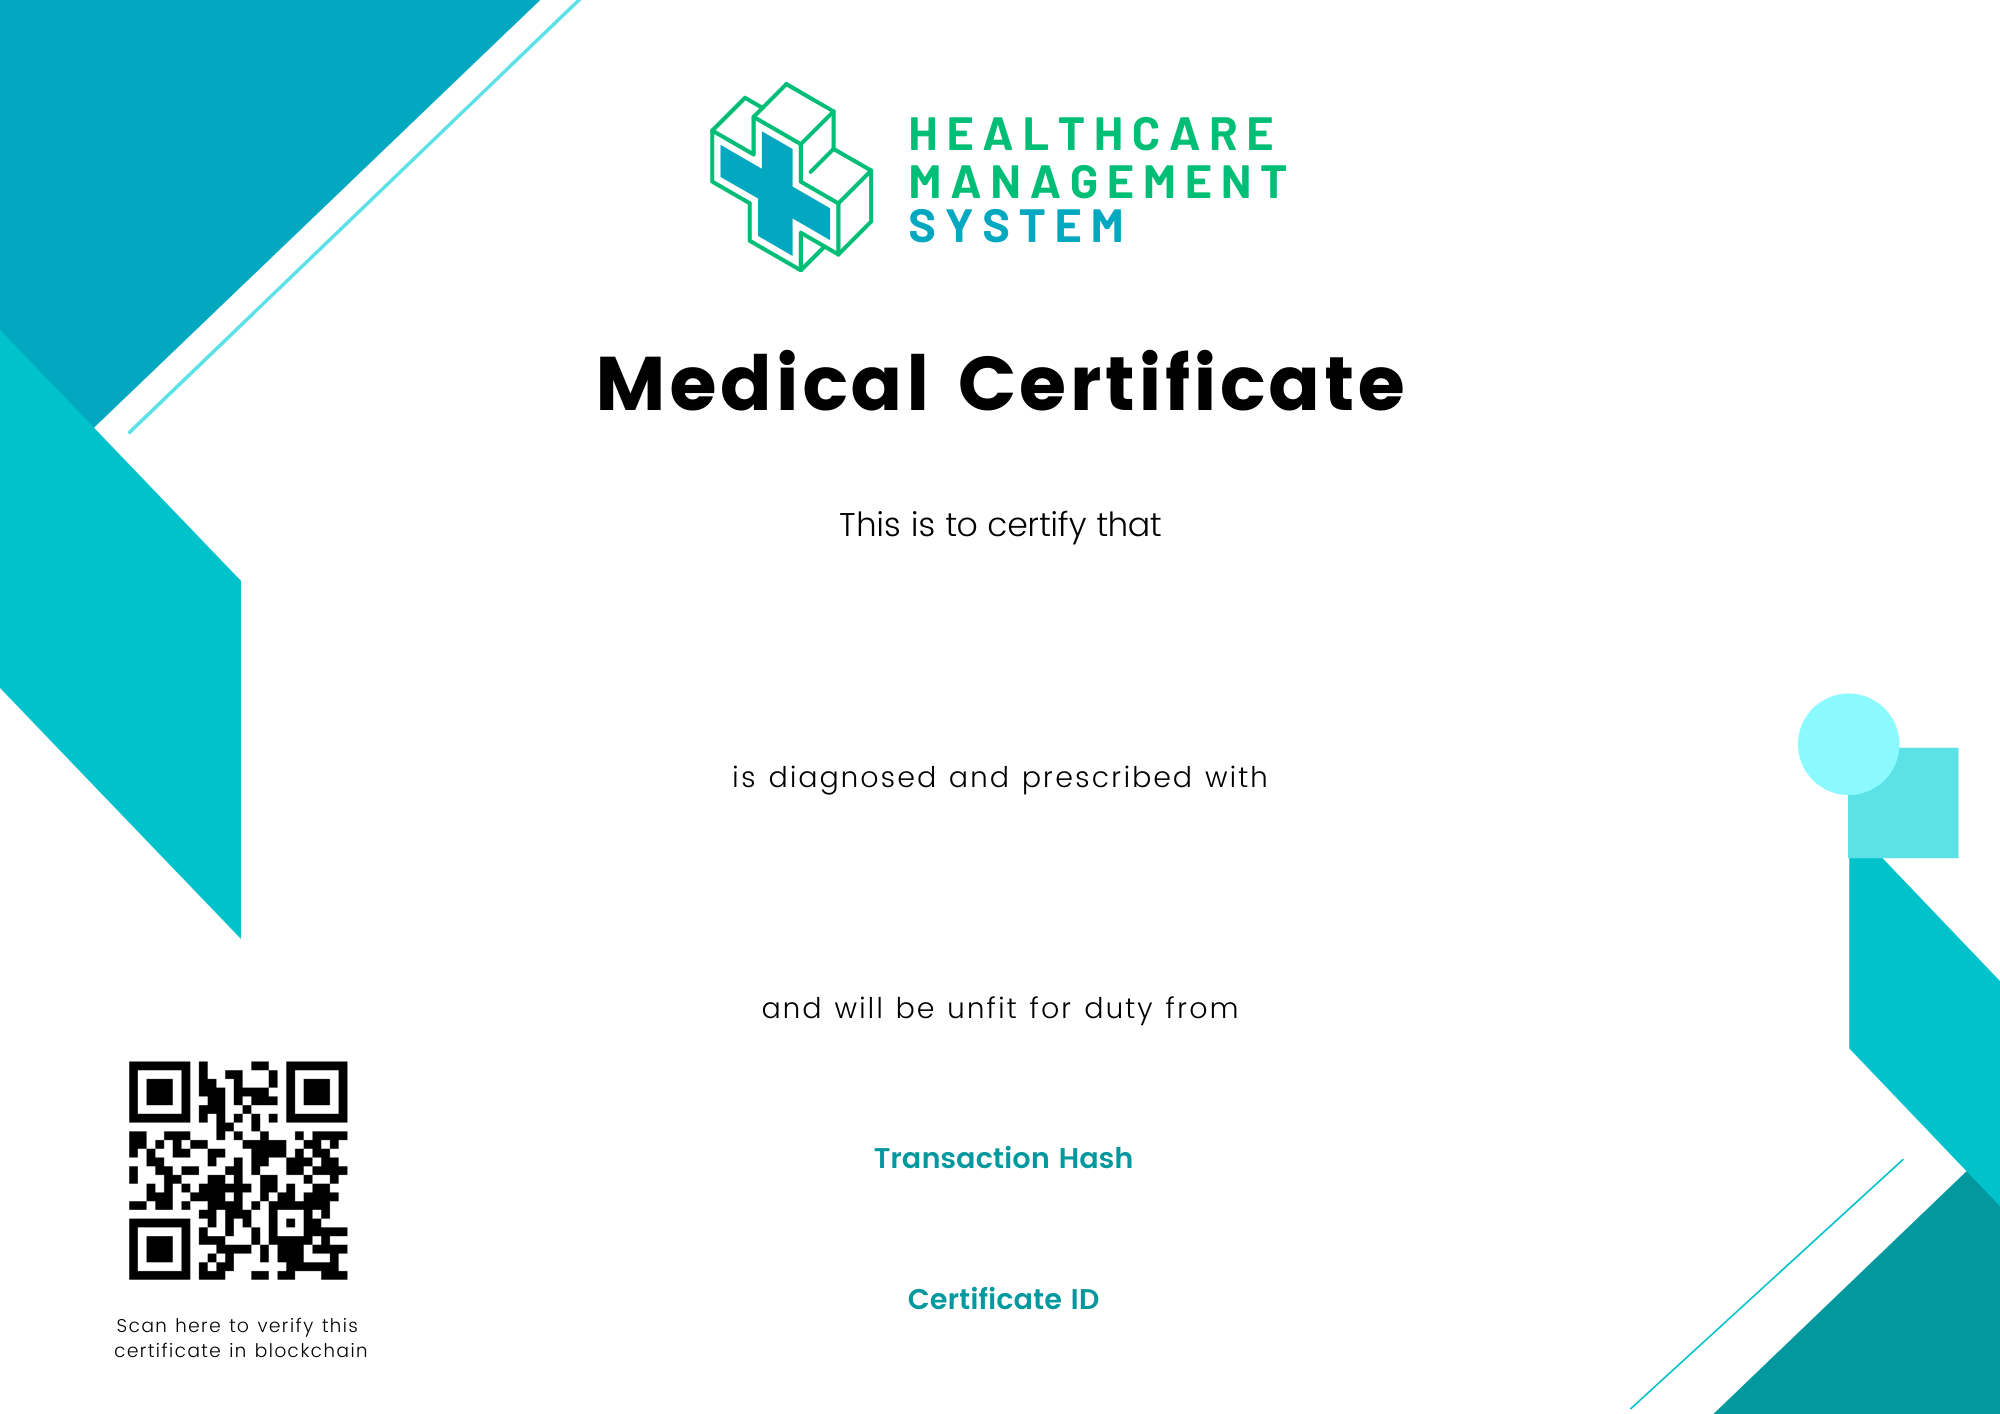 HEALTHCARE
MANAGEMENT
SYSTEM
Medical Certificate
This is to certify that
is diagnosed and prescribed with
and will be unfit for duty from
Transaction Hash
Certificate ID
Scan here to verify this
certificate in blockchain